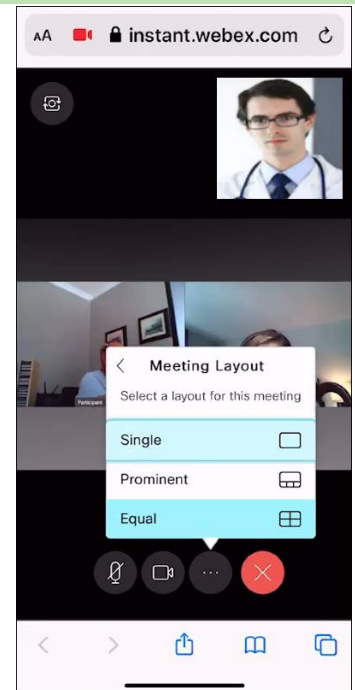 AA instant.webex.com
Participant
Meeting Layout
Select a layout for this meeting
Single
Prominent
Equal